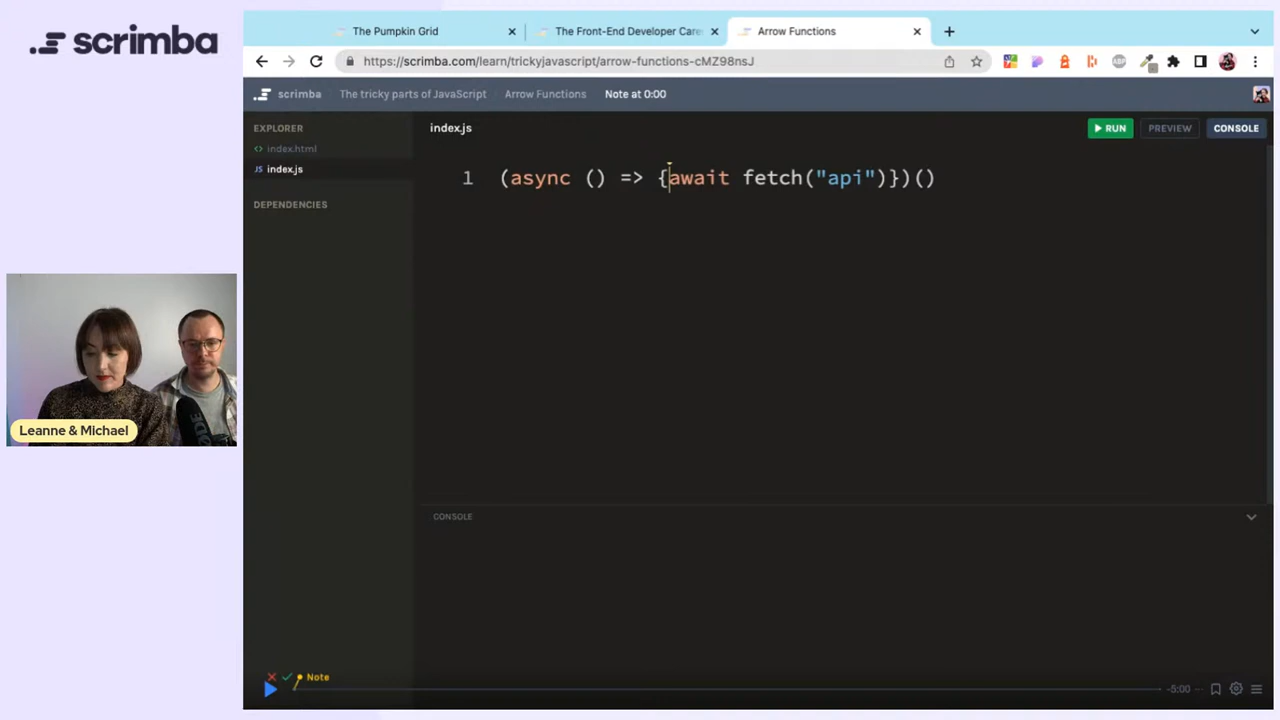 scrimba
The Pumpkin Grid
The Front-End Developer Care
Arrow Functions
https://scrimba.com/learn/trickyjavascript/arrow-functions-cMZ98nsJ
scrimba
The tricky parts of JavaScript
Arrow Functions
Note at 0:00
EXPLORER
index.html
JS index.js
DEPENDENCIES
index.js
RUN
PREVIEW
CONSOLE
1 (async () => {await fetch("api")})()
CONSOLE
Note
-5:00
Leanne & Michael